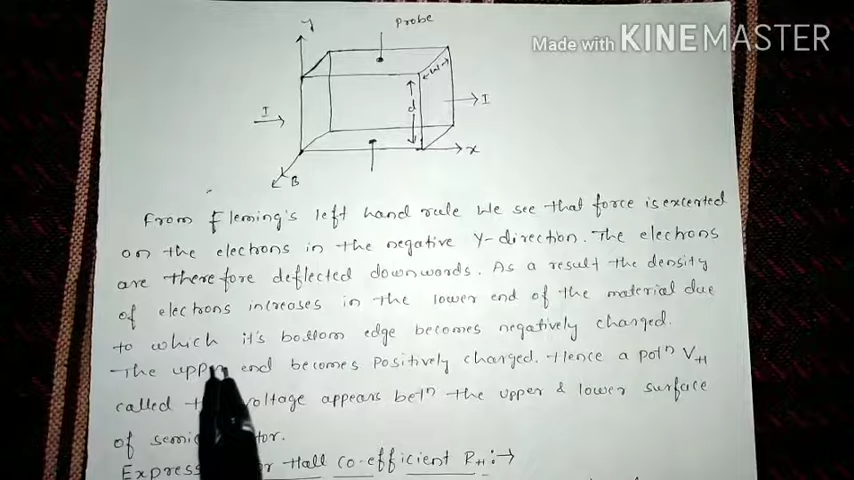 Y
Probe
Made with KINEMASTER
W
I
d
I
x
B
From Fleming's left hand rule We see that force is excerted
on the electrons in the negative Y-direction. The electrons
are therefore deflected downwards. As a result the density
of electrons increases in the lower end of the material due
to which it's bottom edge becomes negatively charged.
The upper end becomes positively charged. Hence a potn VH
called voltage appears betn the upper & lower surface
of
Hall co-efficient RH:→